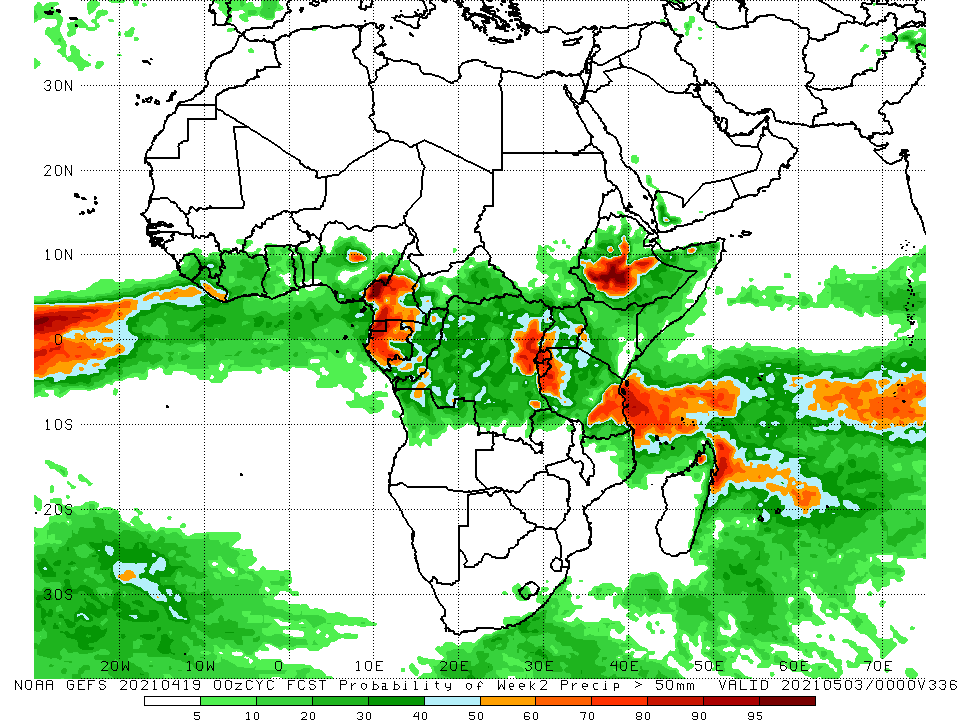 30N
20N
10N
0
10S
20S
30S
20W 10W 0 10E 20E 30E 40E 50E 60E 70E
NOAA GEFS 20210419 00zCYC FCST Probability of Week2 Precip > 50mm VALID 20210503/0000V336
5 10 20 30 40 50 60 70 80 90 95